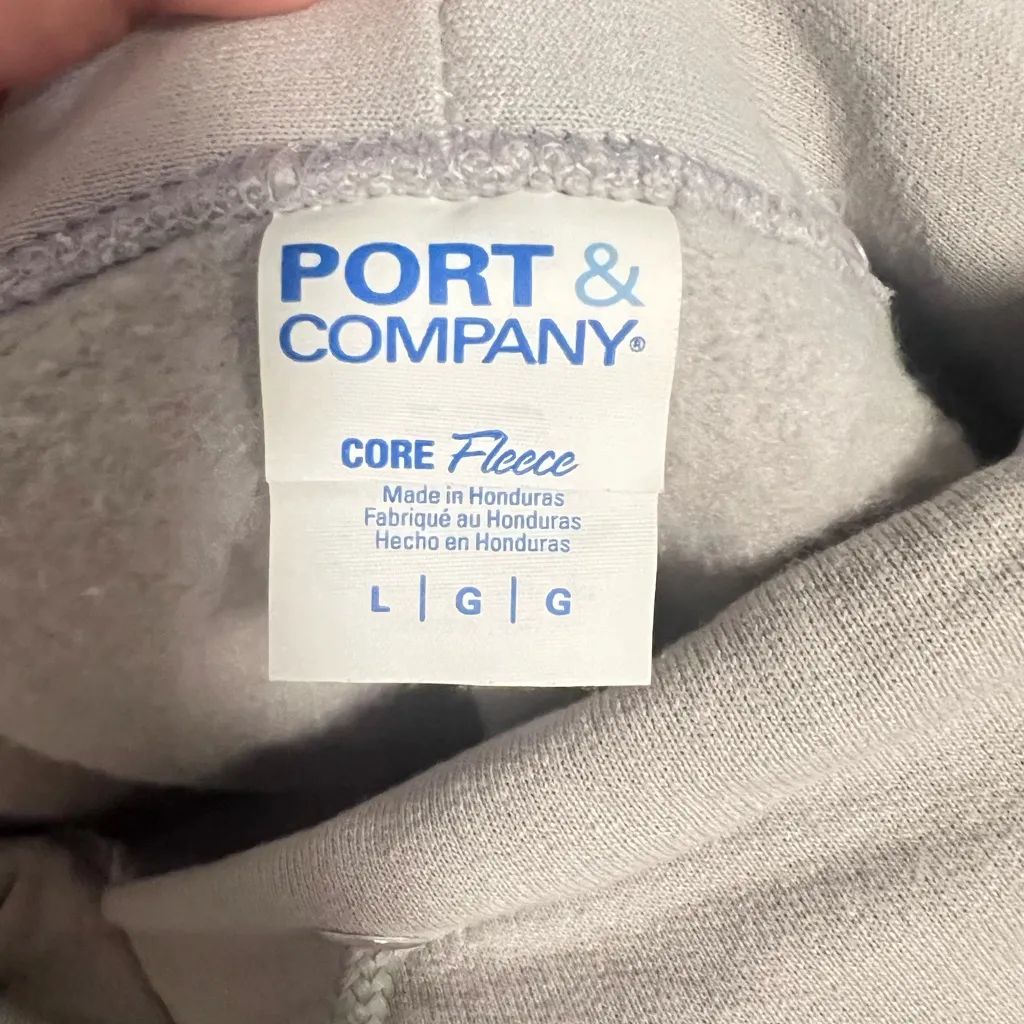 PORT &
COMPANY®
CORE Fleece
Made in Honduras
Fabriqué au Honduras
Hecho en Honduras
L | G | G